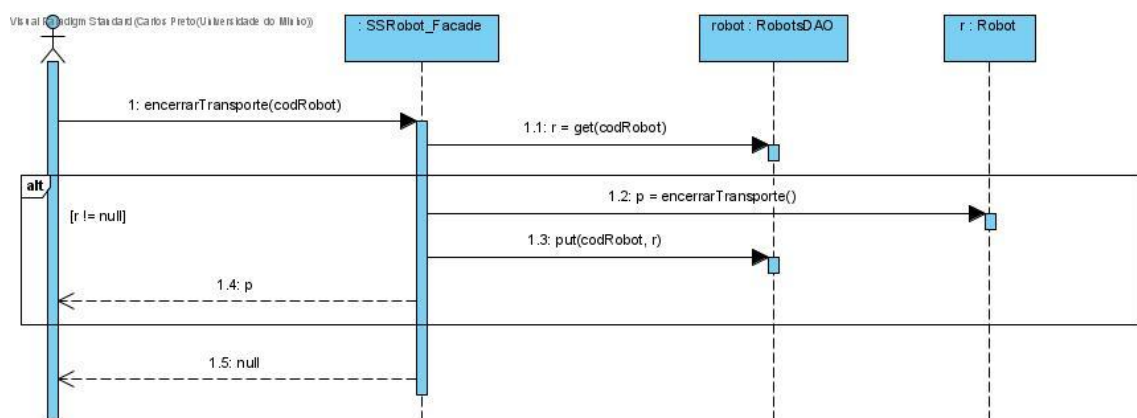 Visual Paradigm Standard(Carlos Preto(Universidade do Minho))
: SSRobot_Facade
robot : RobotsDAO
r : Robot
1: encerrarTransporte(codRobot)
1.1: r = get(codRobot)
alt
[r != null]
1.2: p = encerrarTransporte()
1.3: put(codRobot, r)
1.4: p
1.5: null